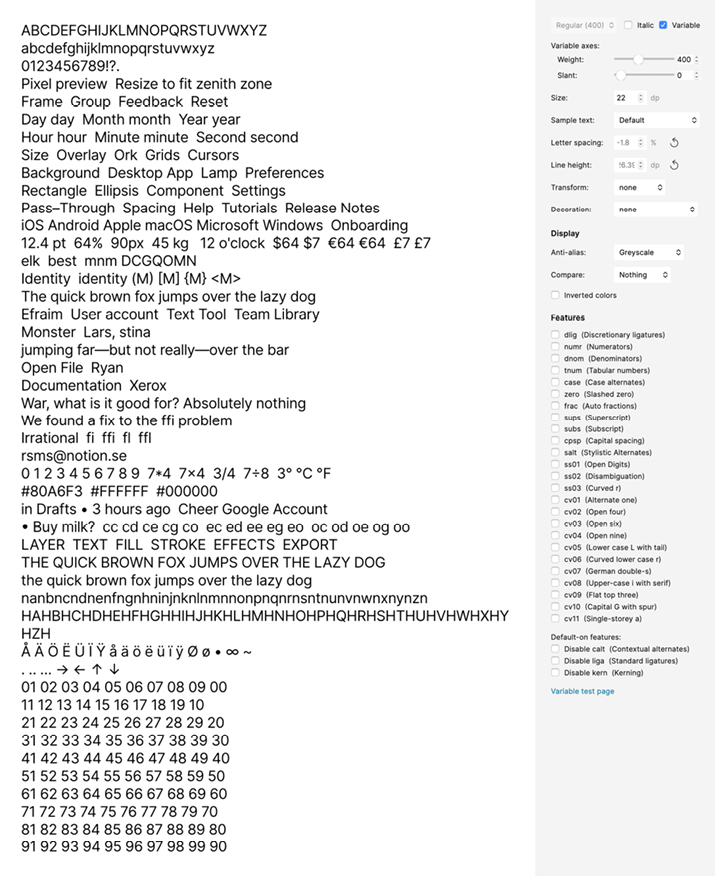 ABCDEFGHIJKLMNOPQRSTUVWXYZ
abcdefghijklmnopqrstuvwxyz
0123456789!?.
Pixel preview  Resize to fit zenith zone
Frame  Group  Feedback  Reset
Day day  Month month  Year year
Hour hour  Minute minute  Second second
Size  Overlay  Ork  Grids  Cursors
Background  Desktop App  Lamp  Preferences
Rectangle  Ellipsis  Component  Settings
Pass–Through  Spacing  Help  Tutorials  Release Notes
iOS Android Apple macOS Microsoft Windows  Onboarding
12.4 pt  64%  90px  45 kg   12 o'clock  $64 $7  €64 €64  £7 £7
elk  best  mnm DCGQOMN
Identity  identity (M) [M] {M} <M>
The quick brown fox jumps over the lazy dog
Efraim  User account  Text Tool  Team Library
Monster  Lars, stina
jumping far—but not really—over the bar
Open File  Ryan
Documentation  Xerox
War, what is it good for? Absolutely nothing
We found a fix to the ffi problem
Irrational  fi  ffi  fl  ffl
rsms@notion.se
0 1 2 3 4 5 6 7 8 9  7*4  7×4  3/4  7÷8  3° °C °F
#80A6F3  #FFFFFF  #000000
in Drafts • 3 hours ago  Cheer Google Account
• Buy milk?  cc cd ce cg co  ec ed ee eg eo  oc od oe og oo
LAYER  TEXT  FILL  STROKE  EFFECTS  EXPORT
THE QUICK BROWN FOX JUMPS OVER THE LAZY DOG
the quick brown fox jumps over the lazy dog
nanbncndnenfngnhninjnknlnmnnonpnqnrnsntnunvnwnxnynzn
HAHBHCHDHEHFHGHHIHJHKHLHMHNHOHPHQHRHSHTHUHVHWHXHY
HZH
Å Ä Ö Ë Ü Ï Ÿ å ä ö ë ü ï ÿ Ø ø • ∞ ~
. .. ... → ← ↑ ↓
01 02 03 04 05 06 07 08 09 00
11 12 13 14 15 16 17 18 19 10
21 22 23 24 25 26 27 28 29 20
31 32 33 34 35 36 37 38 39 30
41 42 43 44 45 46 47 48 49 40
51 52 53 54 55 56 57 58 59 50
61 62 63 64 65 66 67 68 69 60
71 72 73 74 75 76 77 78 79 70
81 82 83 84 85 86 87 88 89 80
91 92 93 94 95 96 97 98 99 90
Regular (400) Italic Variable
Variable axes:
Weight: 400
Slant: 0
Size: 22 dp
Sample text: Default
Letter spacing: -1.8 %
Line height: dp
Transform: none
Decoration: none
Display
Anti-alias: Greyscale
Compare: Nothing
Inverted colors
Features
dlig (Discretionary ligatures)
numr (Numerators)
dnom (Denominators)
tnum (Tabular numbers)
case (Case alternates)
zero (Slashed zero)
frac (Auto fractions)
sups (Superscript)
subs (Subscript)
cpsp (Capital spacing)
salt (Stylistic Alternates)
ss01 (Open Digits)
ss02 (Disambiguation)
ss03 (Curved r)
cv01 (Alternate one)
cv02 (Open four)
cv03 (Open six)
cv04 (Open nine)
cv05 (Lower case L with tail)
cv06 (Curved lower case r)
cv07 (German double-s)
cv08 (Upper-case i with serif)
cv09 (Flat top three)
cv10 (Capital G with spur)
cv11 (Single-storey a)
Default-on features:
Disable calt (Contextual alternates)
Disable liga (Standard ligatures)
Disable kern (Kerning)
Variable test page